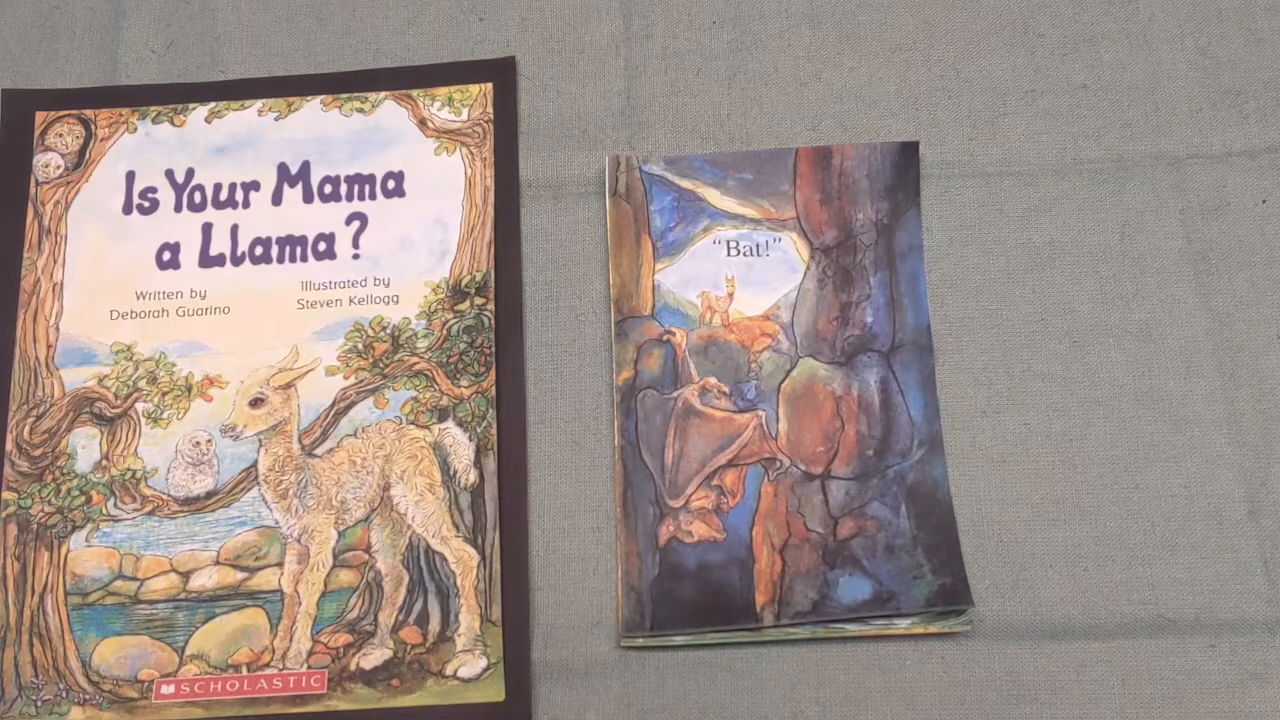 Is Your Mama
a Llama?
Written by
Deborah Guarino
Illustrated by
Steven Kellogg
SCHOLASTIC
“Bat!”